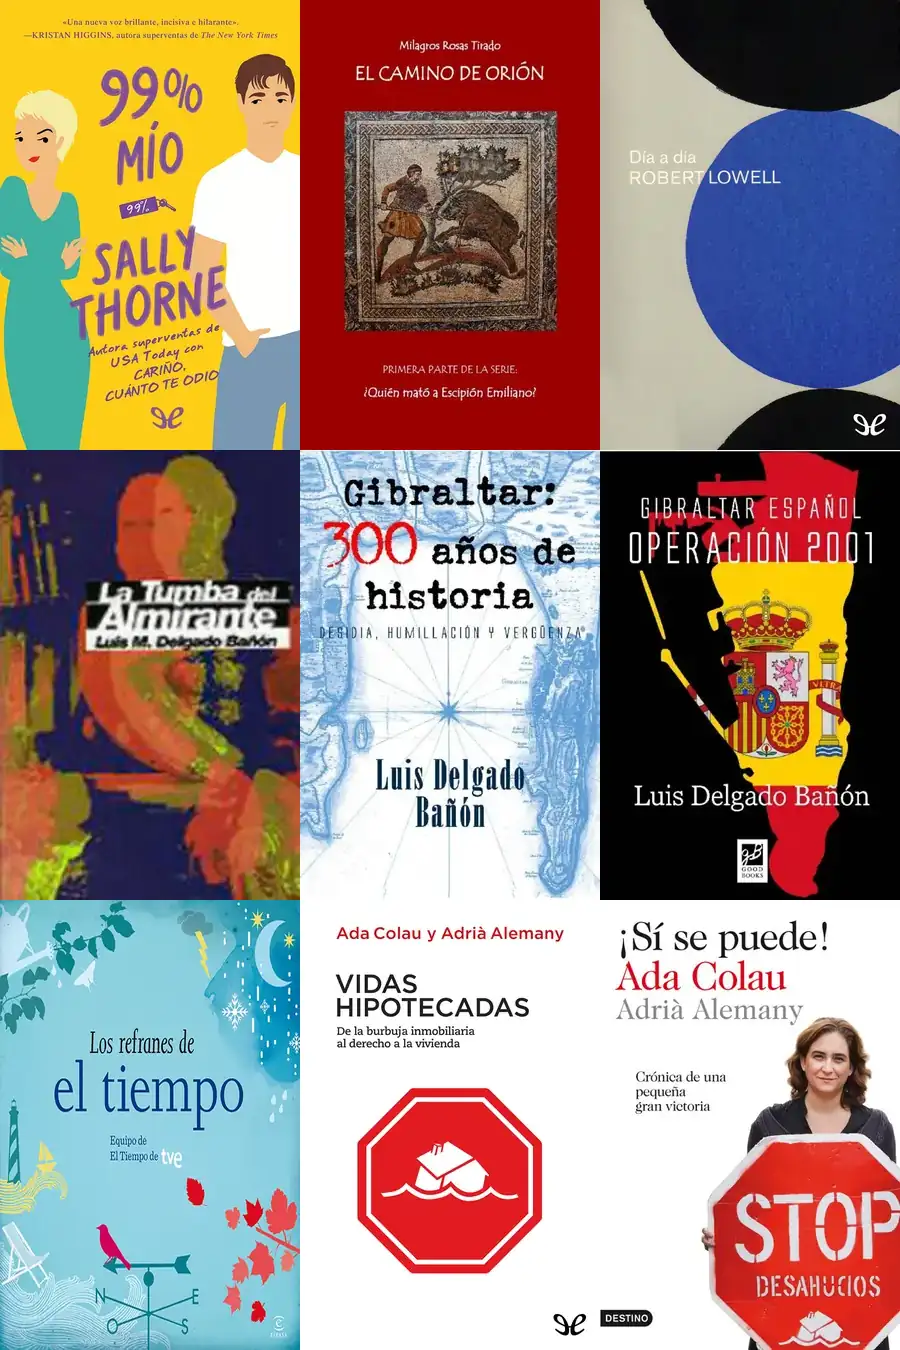 «Una nueva voz brillante, incisiva e hilarante».
—KRISTAN HIGGINS, autora superventas de The New York Times
99%
MÍO
99%
SALLY
THORNE
Autora superventas de
USA Today con
CARIÑO,
CUÁNTO TE ODIO
Milagros Rosas Tirado
EL CAMINO DE ORIÓN
PRIMERA PARTE DE LA SERIE:
¿Quién mató a Escipión Emiliano?
Día a día
ROBERT LOWELL
La Tumba del
Almirante
Luis M. Delgado Bañón
Gibraltar:
300 años de
historia
DESIDIA, HUMILLACIÓN Y VERGÜENZA
Luis Delgado
Bañón
GIBRALTAR ESPAÑOL
OPERACIÓN 2001
VLTRA
Luis Delgado Bañón
GB
GOOD
BOOKS
Los refranes de
el tiempo
Equipo de
El Tiempo de tve
N
E
O
S
ESPASA
Ada Colau y Adrià Alemany
VIDAS
HIPOTECADAS
De la burbuja inmobiliaria
al derecho a la vivienda
¡Sí se puede!
Ada Colau
Adrià Alemany
Crónica de una
pequeña
gran victoria
STOP
DESAHUCIOS
DESTINO